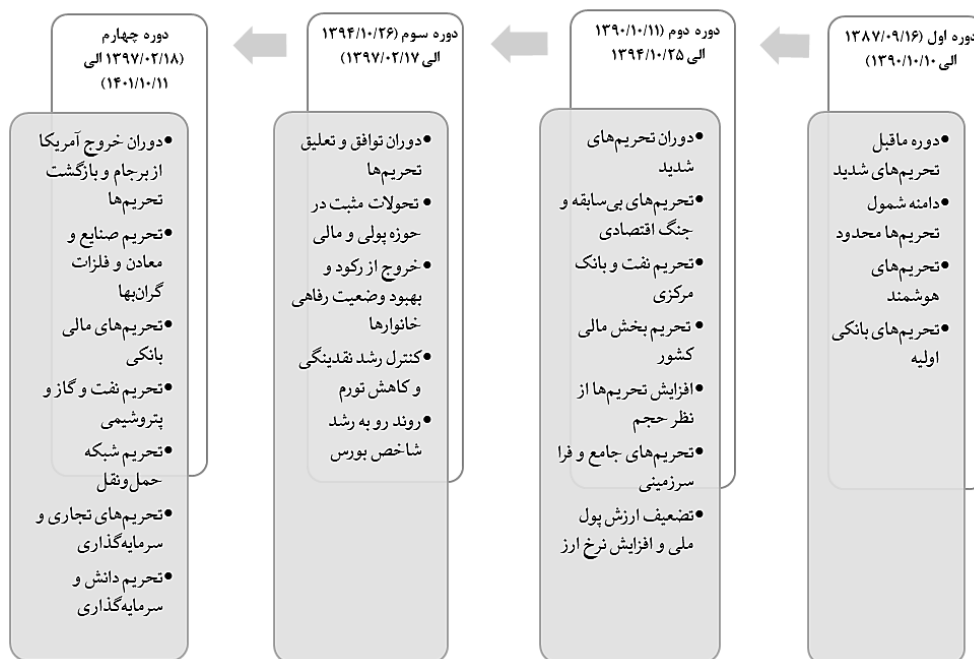 دوره اول (۱۳۸۷/۰۹/۱۶
الی ۱۳۹۰/۱۰/۱۰)
•دوره ماقبل
تحریم‌های شدید
•دامنه شمول
تحریم‌ها محدود
•تحریم‌های
هوشمند
•تحریم‌های بانکی
اولیه
دوره دوم (۱۳۹۰/۱۰/۱۱
الی ۱۳۹۴/۱۰/۲۵
•دوران تحریم‌های
شدید
•تحریم‌های بی‌سابقه و
جنگ اقتصادی
•تحریم نفت و بانک
مرکزی
• تحریم بخش مالی
کشور
•افزایش تحریم‌ها از
نظر حجم
•تحریم‌های جامع و فرا
سرزمینی
•تضعیف ارزش پول
ملی و افزایش نرخ ارز
دوره سوم (۱۳۹۴/۱۰/۲۶
الی ۱۳۹۷/۰۲/۱۷)
•دوران توافق و تعلیق
تحریم‌ها
• تحولات مثبت در
حوزه پولی و مالی
•خروج از رکود و
بهبود وضعیت رفاهی
خانوارها
•کنترل رشد نقدینگی
و کاهش تورم
•روند رو به رشد
شاخص بورس
دوره چهارم
(۱۳۹۷/۰۲/۱۸ الی
۱۴۰۱/۱۰/۱۱)
•دوران خروج آمریکا
از برجام و بازگشت
تحریم‌ها
•تحریم صنایع و
معادن و فلزات
گران‌بها
•تحریم‌های مالی
بانکی
•تحریم نفت و گاز و
پتروشیمی
•تحریم شبکه
حمل‌ونقل
•تحریم‌های تجاری و
سرمایه‌گذاری
•تحریم دانش و
سرمایه‌گذاری